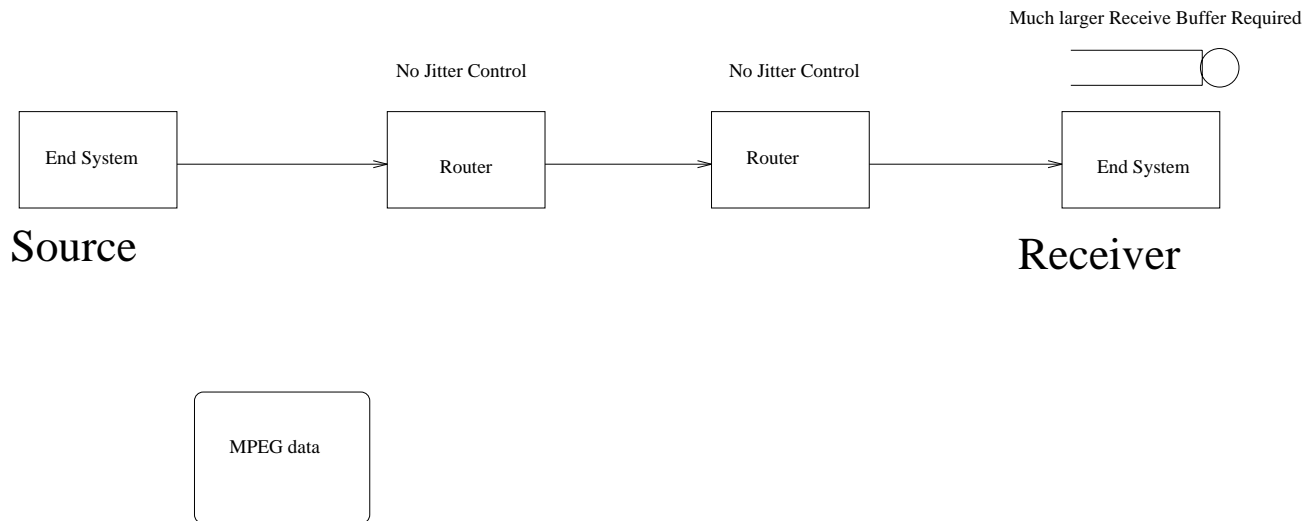 Much larger Receive Buffer Required
No Jitter Control
No Jitter Control
End System
Router
Router
End System
Source
Receiver
MPEG data